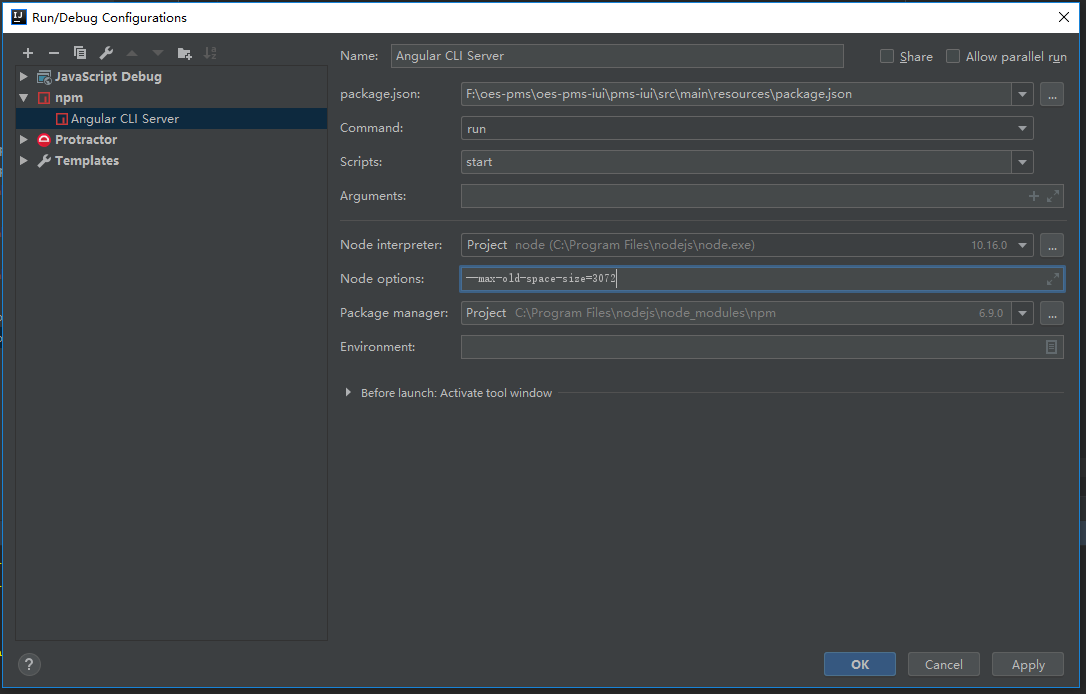 Run/Debug Configurations
JavaScript Debug
npm
Angular CLI Server
Protractor
Templates
Name: Angular CLI Server Share Allow parallel run
package.json: F:\oes-pms\oes-pms-iui\pms-iui\src\main\resources\package.json ...
Command: run
Scripts: start
Arguments:
Node interpreter: Project node (C:\Program Files\nodejs\node.exe) 10.16.0 ...
Node options: --max-old-space-size=3072
Package manager: Project C:\Program Files\nodejs\node_modules\npm 6.9.0 ...
Environment:
Before launch: Activate tool window
? OK Cancel Apply